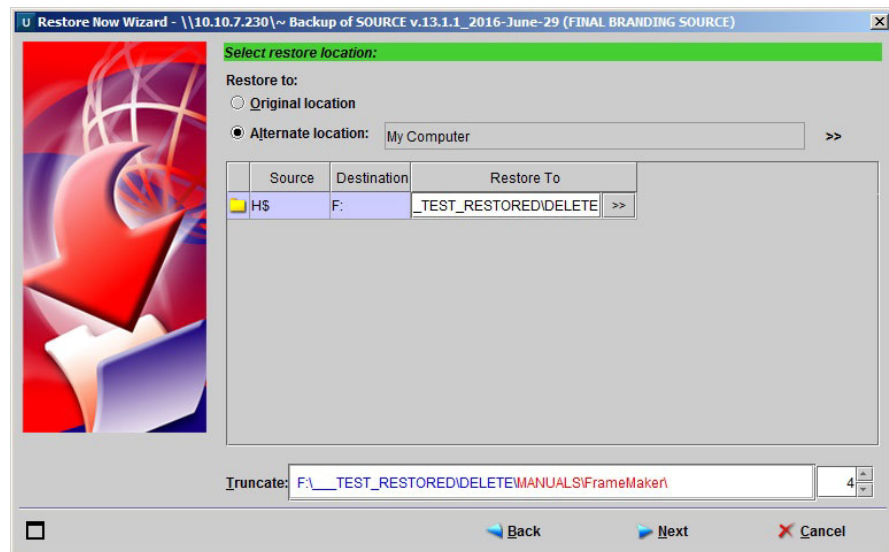 U Restore Now Wizard - \\10.10.7.230\~ Backup of SOURCE v.13.1.1_2016-June-29 (FINAL BRANDING SOURCE)
Select restore location:
Restore to:
Original location
Alternate location: My Computer >>
Source Destination Restore To
H$ F: _TEST_RESTORED\DELETE >>
Truncate: F:\___TEST_RESTORED\DELETE\MANUALS\FrameMaker\ 4
Back Next Cancel